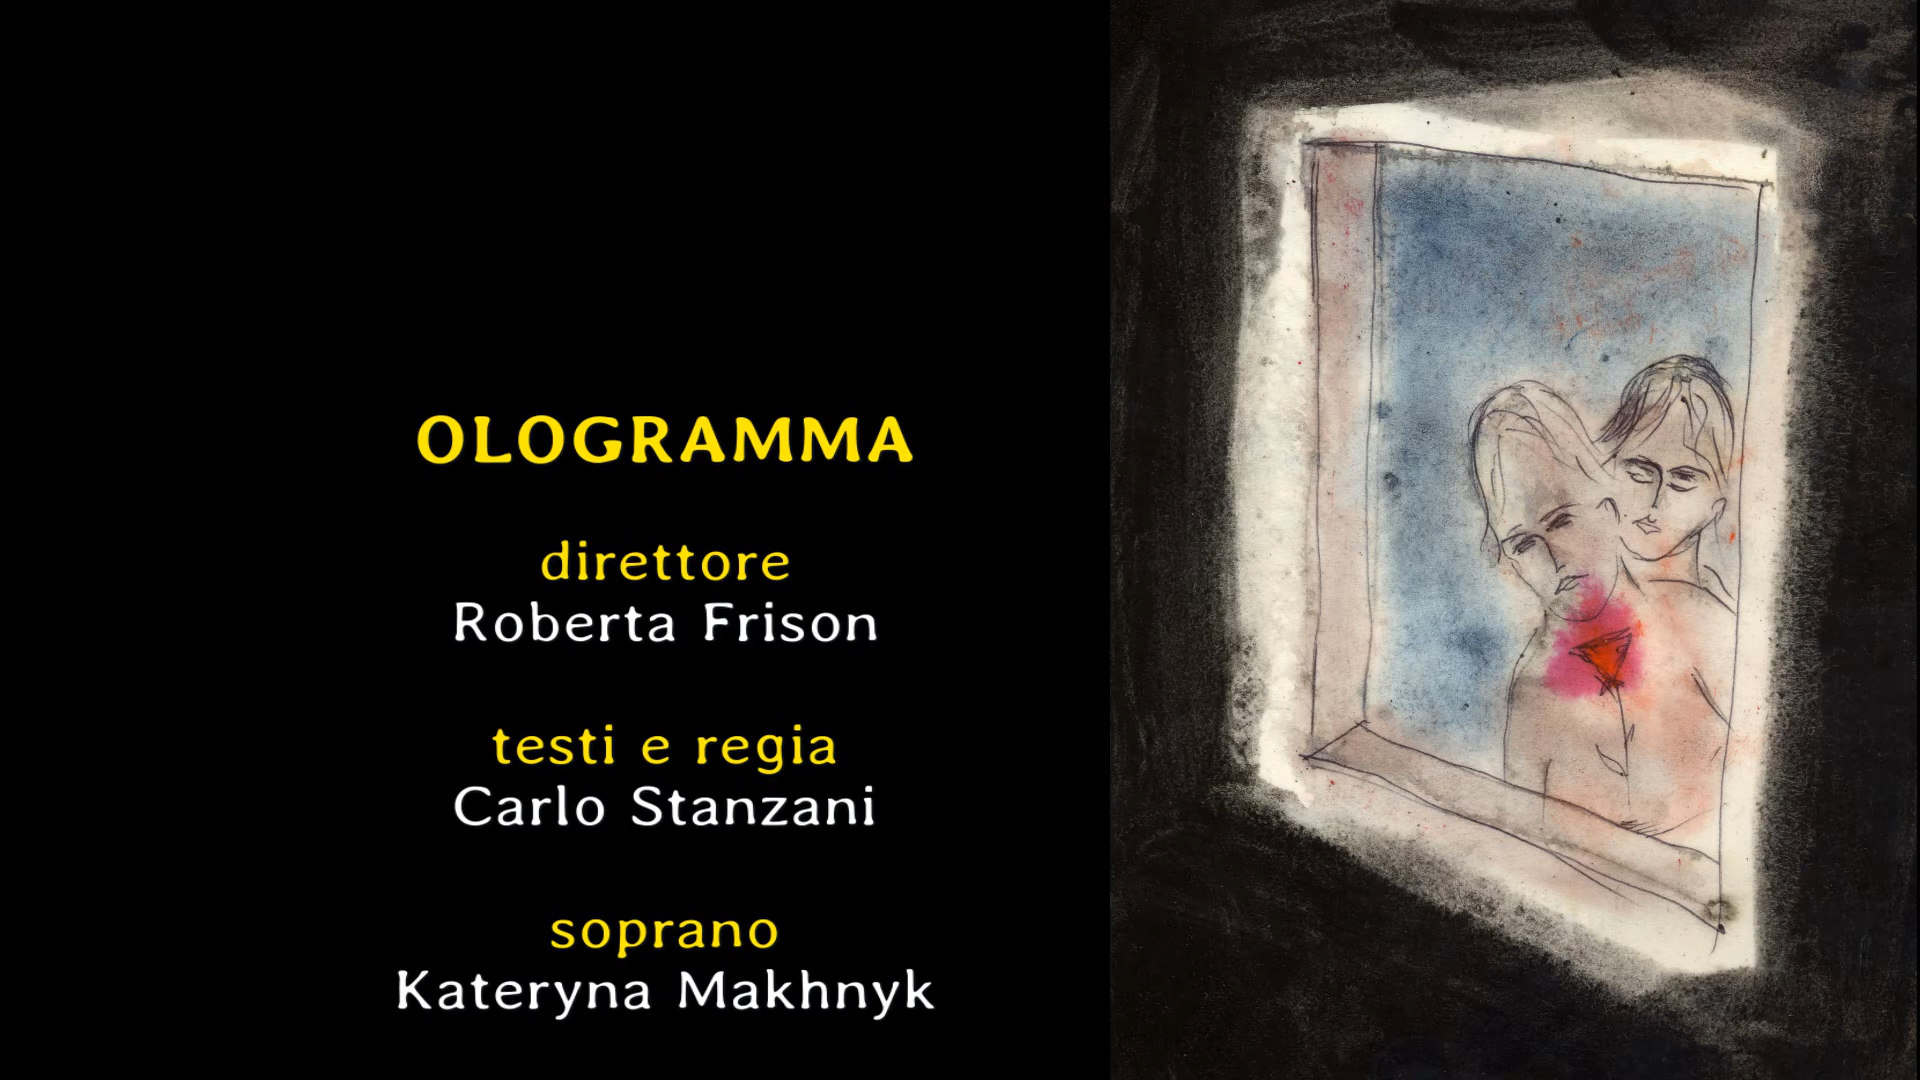 OLOGRAMMA
direttore
Roberta Frison
testi e regia
Carlo Stanzani
soprano
Kateryna Makhnyk